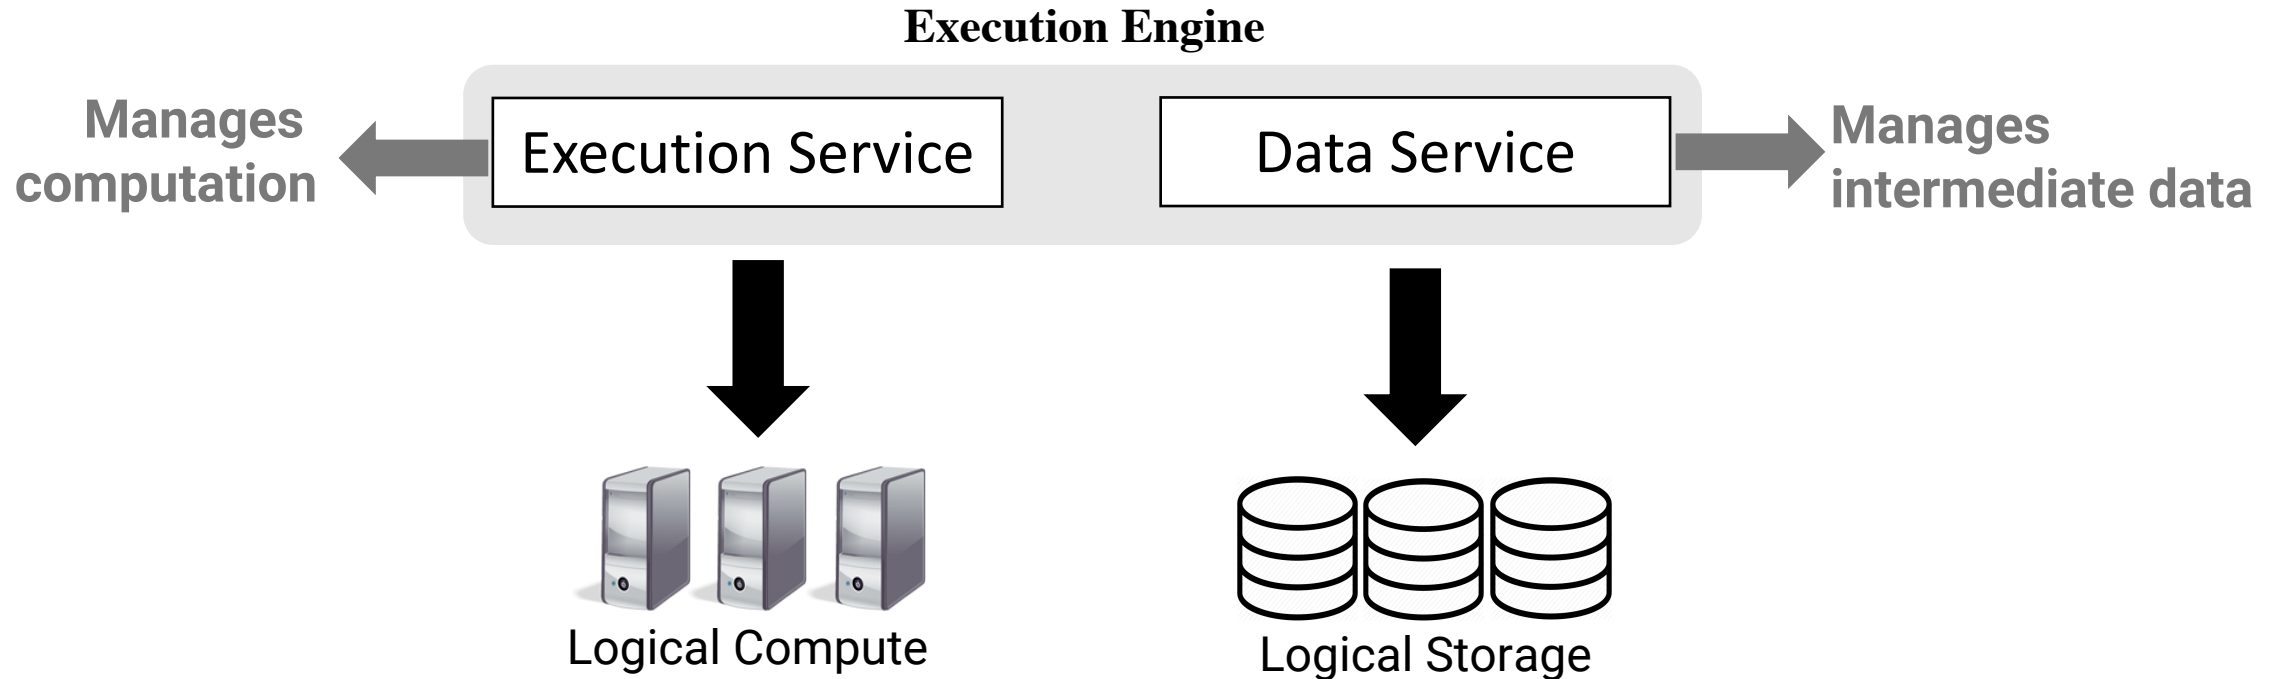 Execution Engine
Manages
computation
Execution Service
Data Service
Manages
intermediate data
Logical Compute
Logical Storage